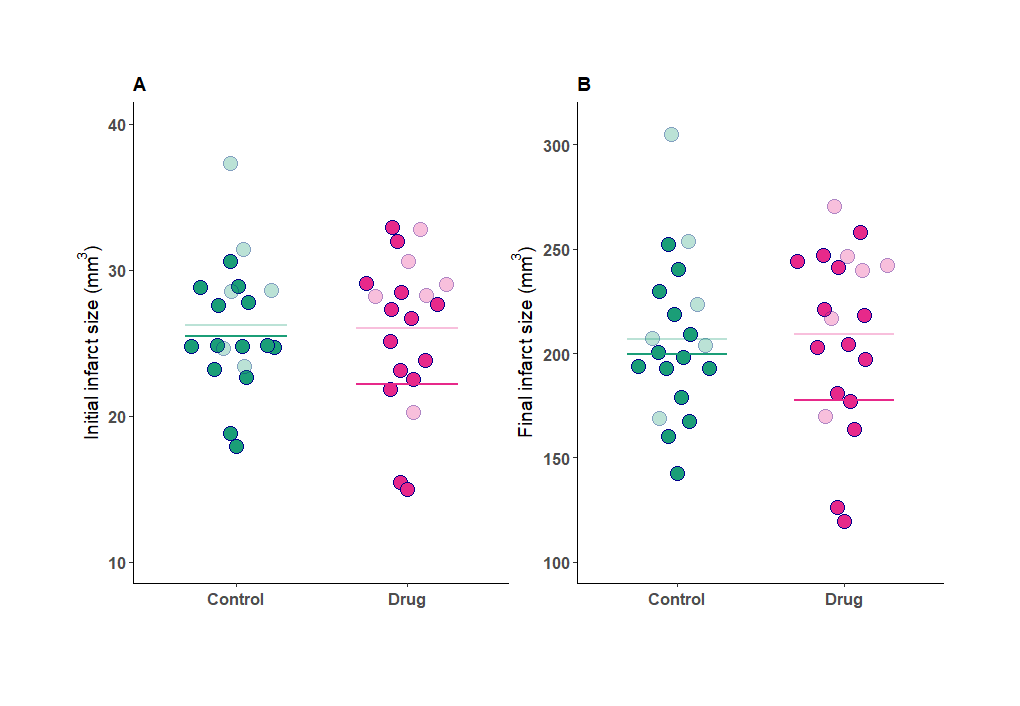 A
Initial infarct size (mm³)
40
30
20
10
Control Drug
B
Final infarct size (mm³)
300
250
200
150
100
Control Drug